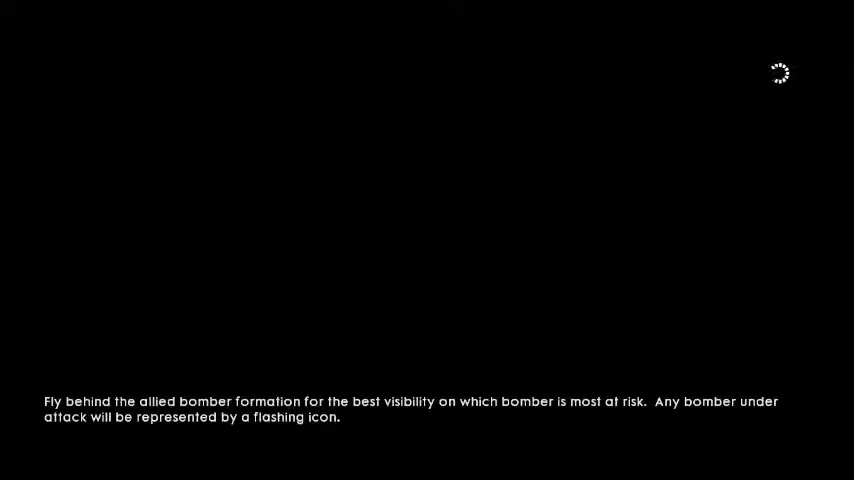 Fly behind the allied bomber formation for the best visibility on which bomber is most at risk.  Any bomber under
attack will be represented by a flashing icon.